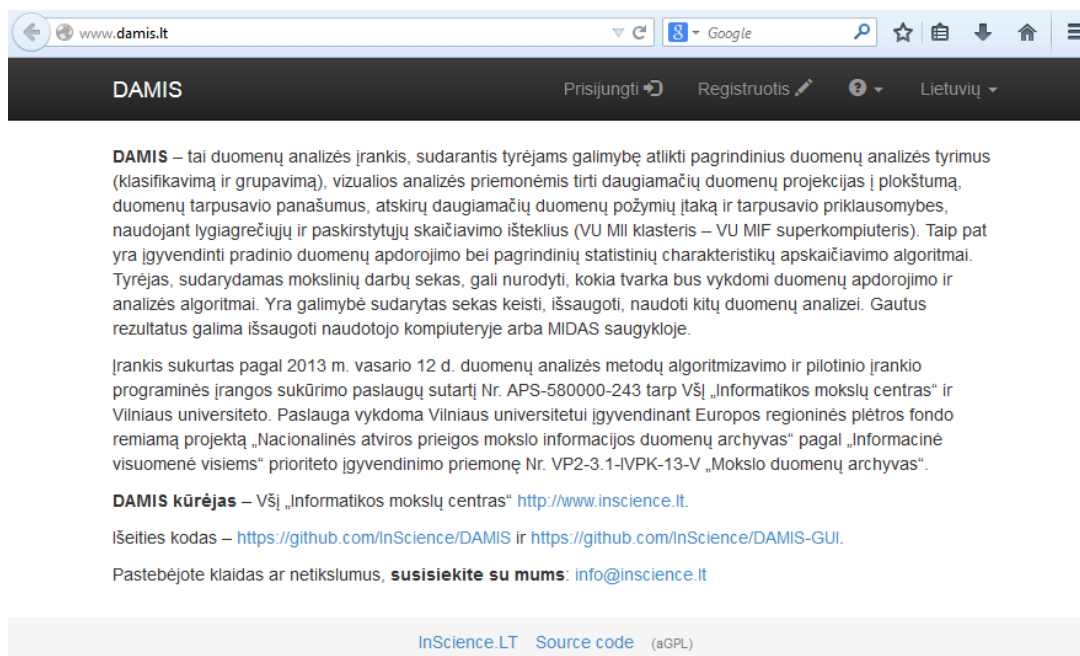 www.damis.lt
Google
DAMIS Prisijungti Registruotis Lietuvių
DAMIS – tai duomenų analizės įrankis, sudarantis tyrėjams galimybę atlikti pagrindinius duomenų analizės tyrimus
(klasifikavimą ir grupavimą), vizualios analizės priemonėmis tirti daugiamačių duomenų projekcijas į plokštumą,
duomenų tarpusavio panašumus, atskirų daugiamačių duomenų požymių įtaką ir tarpusavio priklausomybes,
naudojant lygiagrečiųjų ir paskirstytųjų skaičiavimo išteklius (VU MII klasteris – VU MIF superkompiuteris). Taip pat
yra įgyvendinti pradinio duomenų apdorojimo bei pagrindinių statistinių charakteristikų apskaičiavimo algoritmai.
Tyrėjas, sudarydamas mokslinių darbų sekas, gali nurodyti, kokia tvarka bus vykdomi duomenų apdorojimo ir
analizės algoritmai. Yra galimybė sudarytas sekas keisti, išsaugoti, naudoti kitų duomenų analizei. Gautus
rezultatus galima išsaugoti naudotojo kompiuteryje arba MIDAS saugykloje.
Įrankis sukurtas pagal 2013 m. vasario 12 d. duomenų analizės metodų algoritmizavimo ir pilotinio įrankio
programinės įrangos sukūrimo paslaugų sutartį Nr. APS-580000-243 tarp VšĮ „Informatikos mokslų centras“ ir
Vilniaus universiteto. Paslauga vykdoma Vilniaus universitetui įgyvendinant Europos regioninės plėtros fondo
remiamą projektą „Nacionalinės atviros prieigos mokslo informacijos duomenų archyvas“ pagal „Informacinė
visuomenė visiems“ prioriteto įgyvendinimo priemonę Nr. VP2-3.1-IVPK-13-V „Mokslo duomenų archyvas“.
DAMIS kūrėjas – VšĮ „Informatikos mokslų centras“ http://www.inscience.lt.
Išeities kodas – https://github.com/InScience/DAMIS ir https://github.com/InScience/DAMIS-GUI.
Pastebėjote klaidas ar netikslumus, susisiekite su mums: info@inscience.lt
InScience.LT Source code (aGPL)